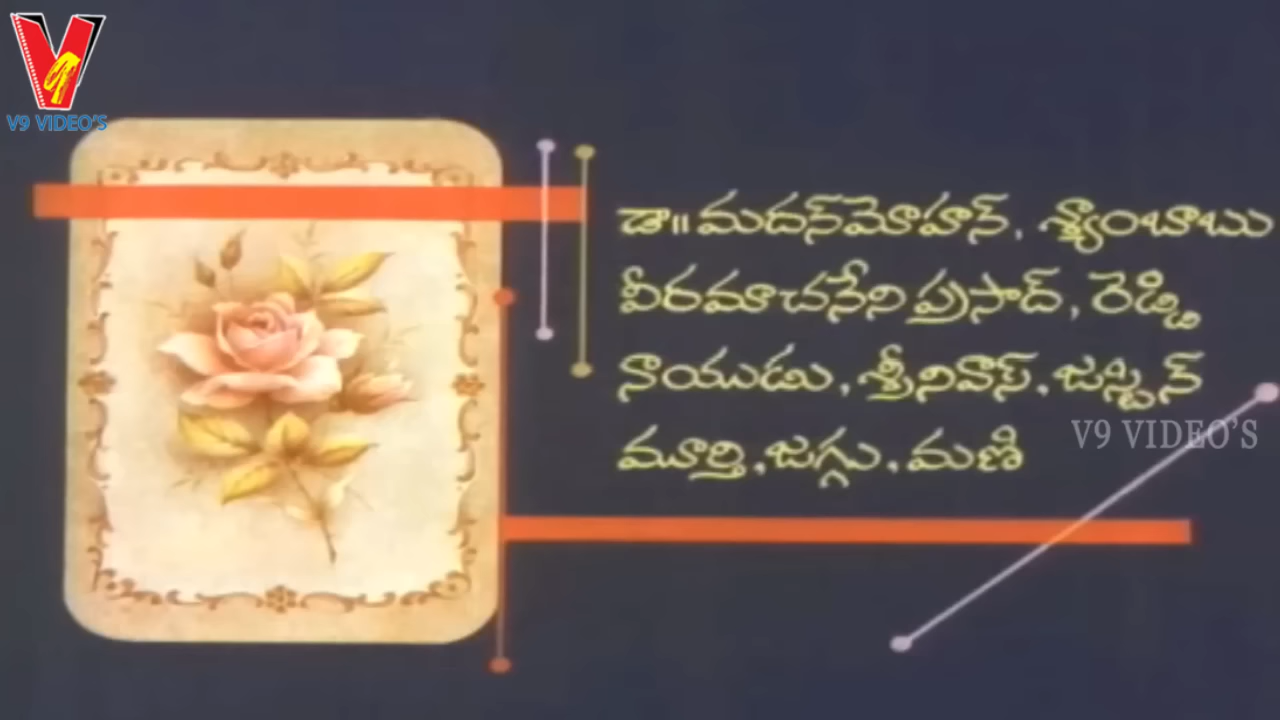 V9 VIDEO'S
డా॥ మదన్‌మోహన్, శ్యాంబాబు
వీరమాచనేని ప్రసాద్, రెడ్డి
నాయుడు, శ్రీనివాస్, జస్టిన్
మూర్తి, జగ్గు, మణి
V9 VIDEO'S